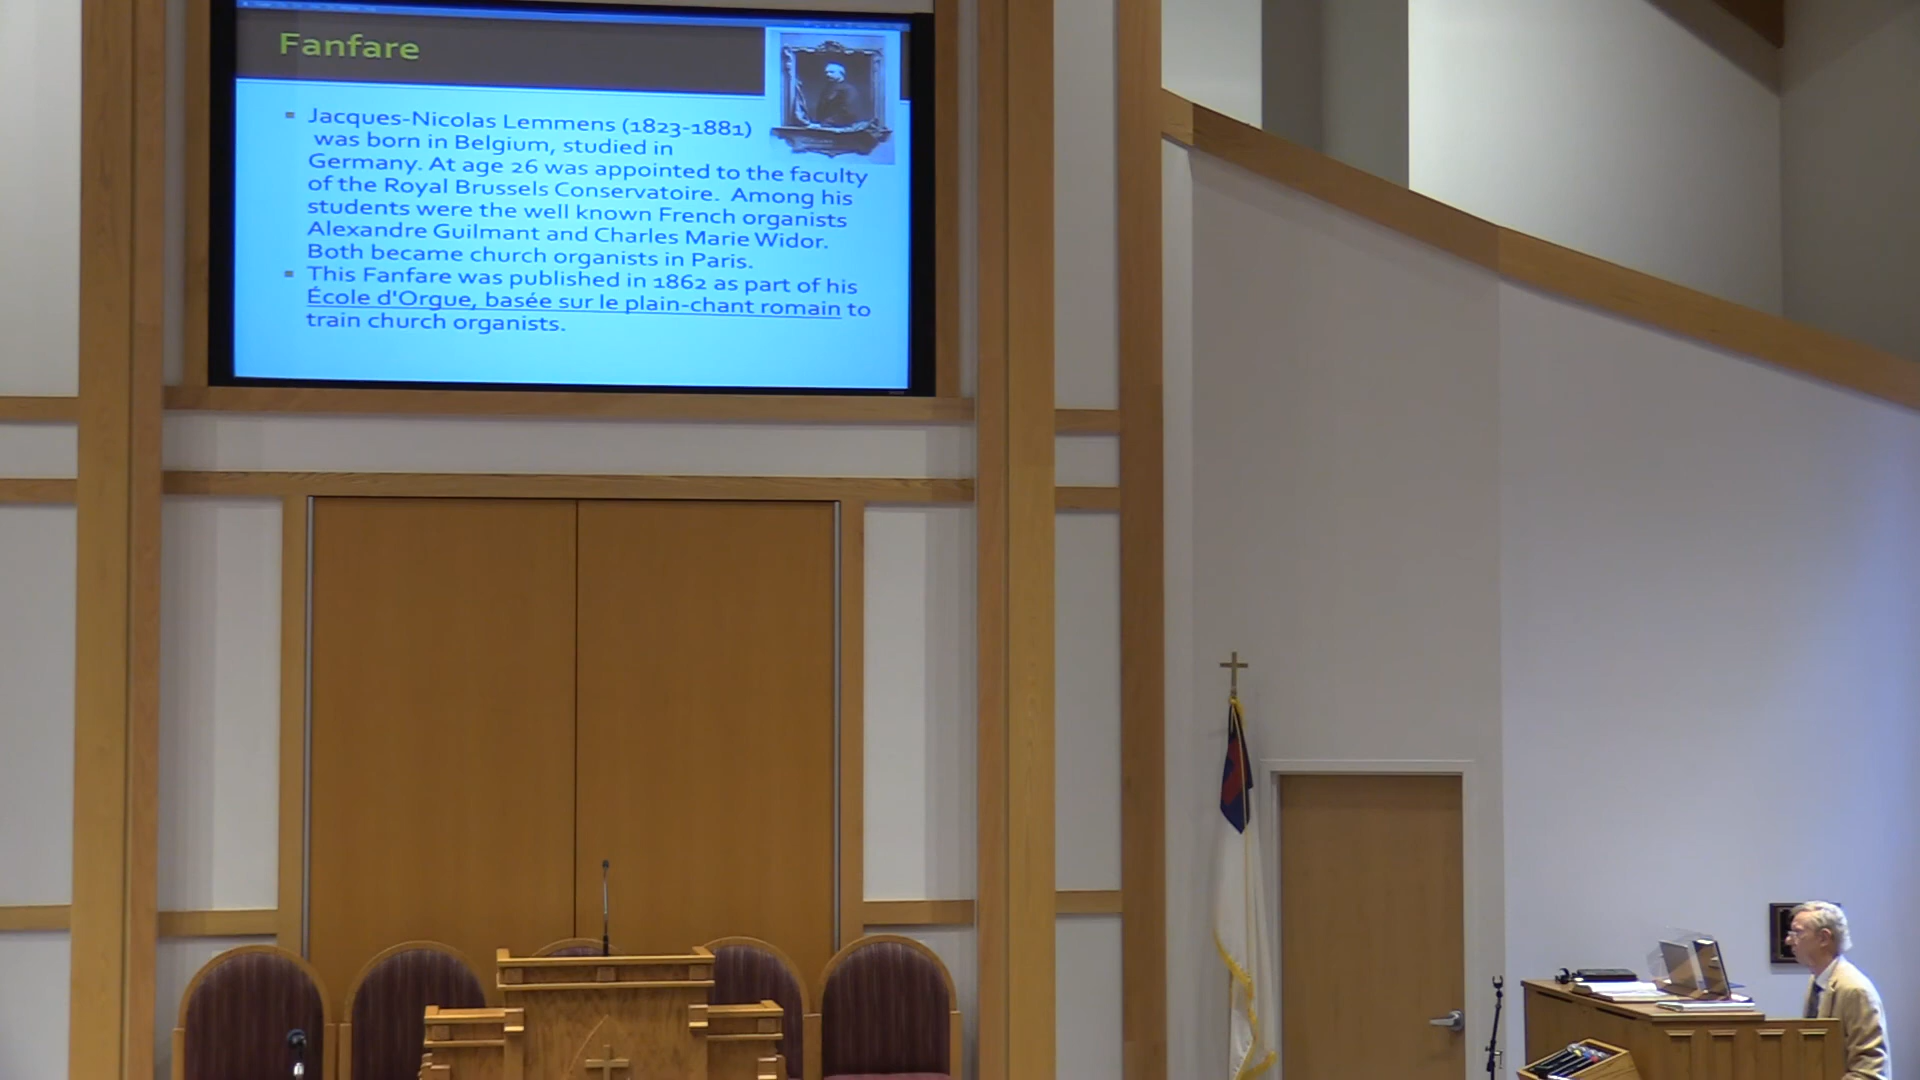 Fanfare
Jacques-Nicolas Lemmens (1823-1881)
was born in Belgium, studied in
Germany. At age 26 was appointed to the faculty
of the Royal Brussels Conservatoire. Among his
students were the well known French organists
Alexandre Guilmant and Charles Marie Widor.
Both became church organists in Paris.
This Fanfare was published in 1862 as part of his
École d'Orgue, basée sur le plain-chant romain to
train church organists.